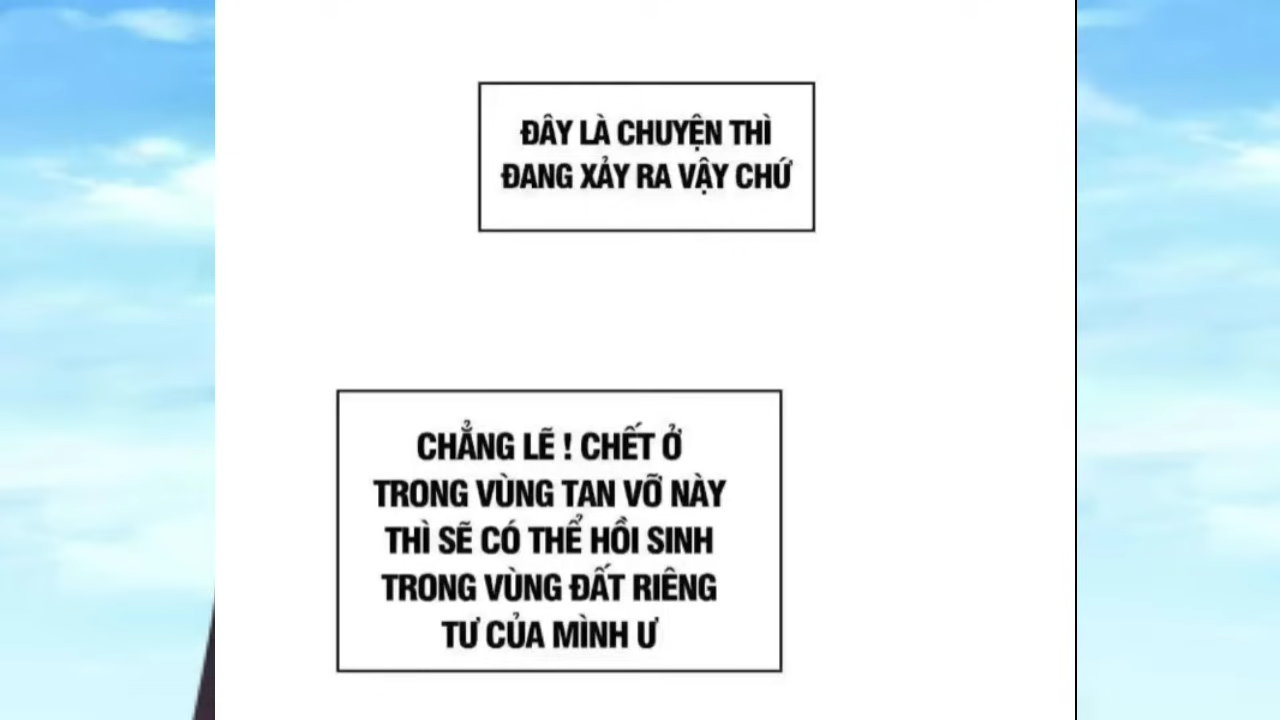 ĐÂY LÀ CHUYỆN THÌ
ĐANG XẢY RA VẬY CHỨ
CHẲNG LẼ ! CHẾT Ở
TRONG VÙNG TAN VỠ NÀY
THÌ SẼ CÓ THỂ HỒI SINH
TRONG VÙNG ĐẤT RIÊNG
TƯ CỦA MÌNH Ư